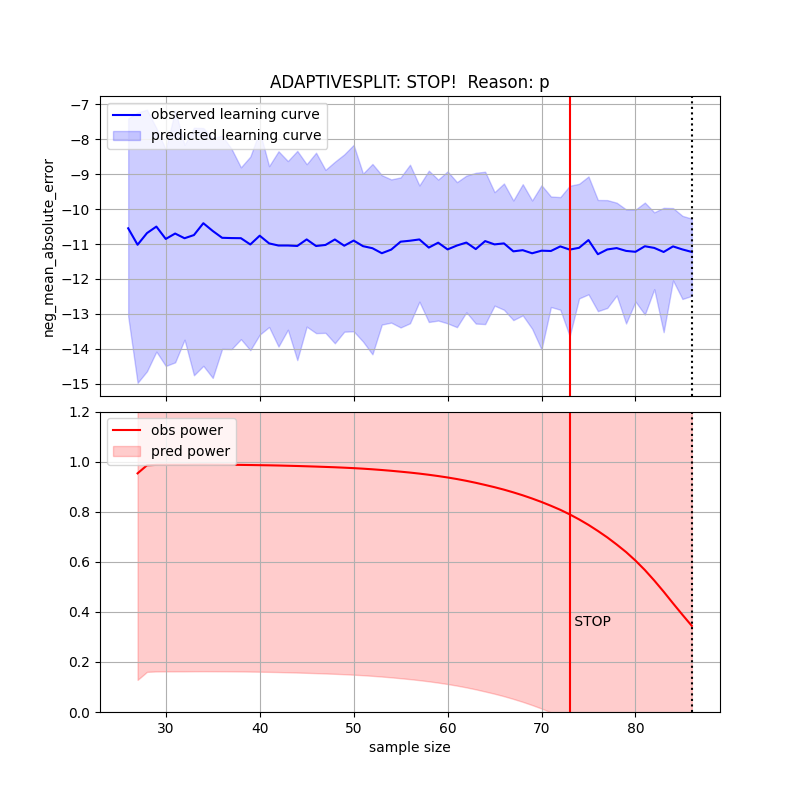 ADAPTIVESPLIT: STOP!  Reason: p
observed learning curve
predicted learning curve
neg_mean_absolute_error
−7
−8
−9
−10
−11
−12
−13
−14
−15
obs power
pred power
1.2
1.0
0.8
0.6
0.4
0.2
0.0
STOP
30 40 50 60 70 80
sample size